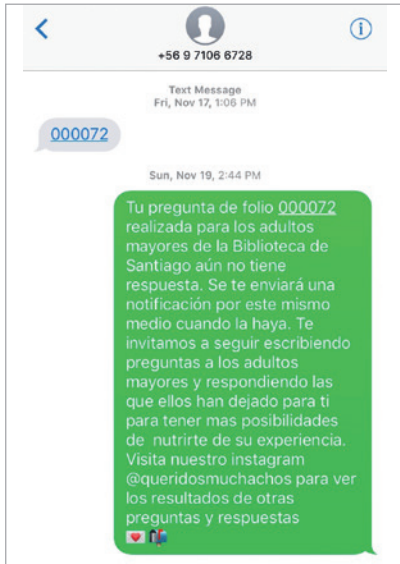 +56 9 7106 6728
Text Message
Fri, Nov 17, 1:06 PM
000072
Sun, Nov 19, 2:44 PM
Tu pregunta de folio 000072
realizada para los adultos
mayores de la Biblioteca de
Santiago aún no tiene
respuesta. Se te enviará una
notificación por este mismo
medio cuando la haya. Te
invitamos a seguir escribiendo
preguntas a los adultos
mayores y respondiendo las
que ellos han dejado para ti
para tener mas posibilidades
de nutrirte de su experiencia.
Visita nuestro instagram
@queridosmuchachos para ver
los resultados de otras
preguntas y respuestas